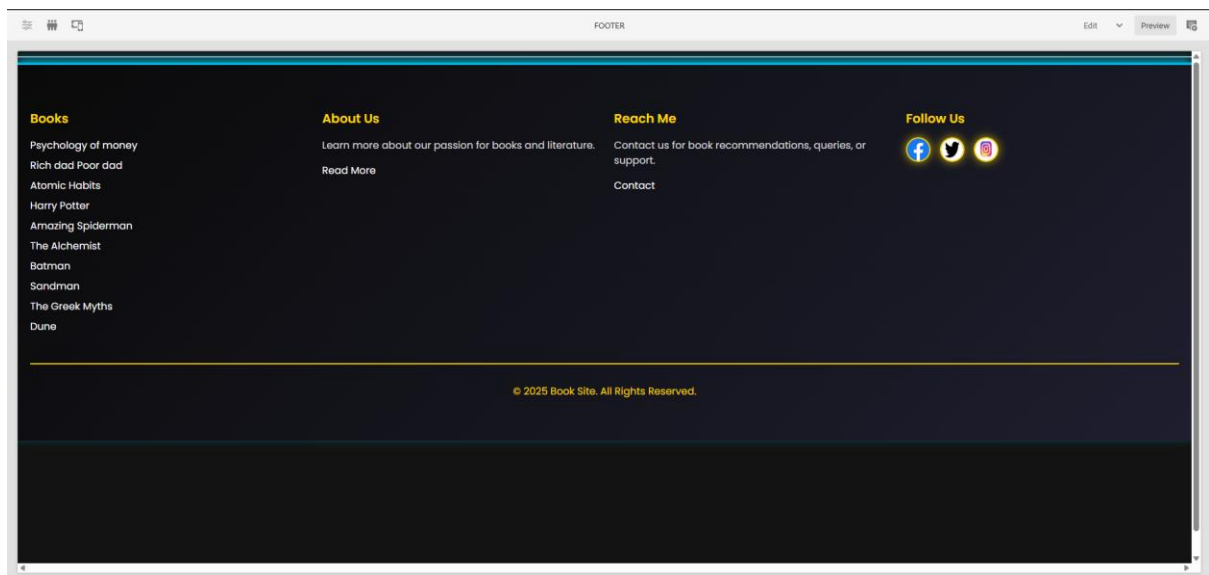 FOOTER
Edit
Preview
Books
Psychology of money
Rich dad Poor dad
Atomic Habits
Harry Potter
Amazing Spiderman
The Alchemist
Batman
Sandman
The Greek Myths
Dune
About Us
Learn more about our passion for books and literature.
Read More
Reach Me
Contact us for book recommendations, queries, or
support.
Contact
Follow Us
© 2025 Book Site. All Rights Reserved.